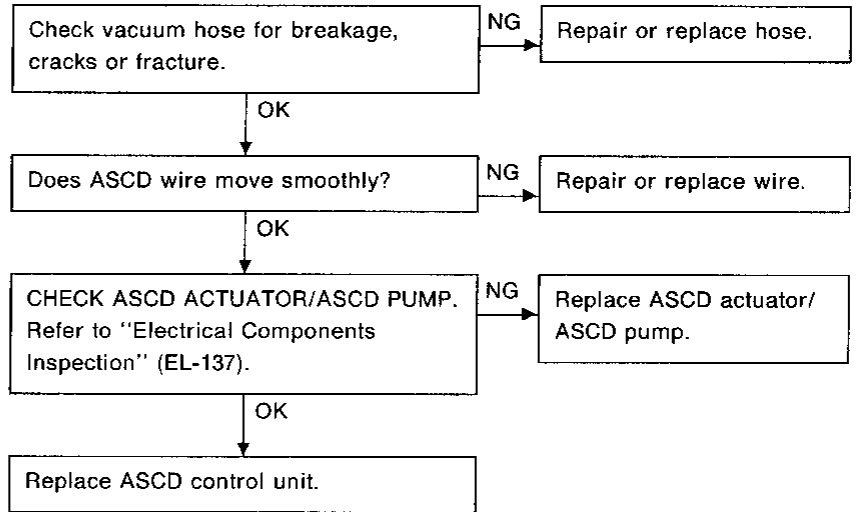 Check vacuum hose for breakage,
cracks or fracture.
NG
Repair or replace hose.
OK
Does ASCD wire move smoothly?
NG
Repair or replace wire.
OK
CHECK ASCD ACTUATOR/ASCD PUMP.
Refer to "Electrical Components
Inspection" (EL-137).
NG
Replace ASCD actuator/
ASCD pump.
OK
Replace ASCD control unit.